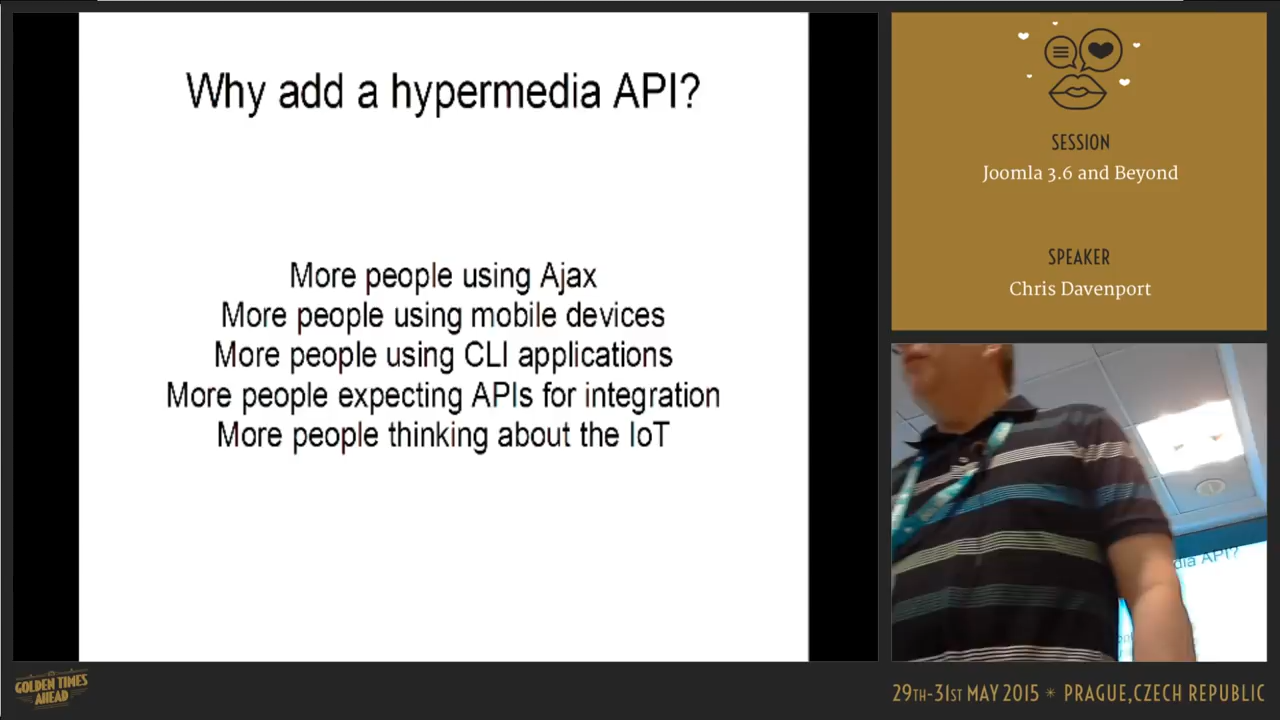 Why add a hypermedia API?
More people using Ajax
More people using mobile devices
More people using CLI applications
More people expecting APIs for integration
More people thinking about the IoT
SESSION
Joomla 3.6 and Beyond
SPEAKER
Chris Davenport
dia API?
GOLDEN TIMES
AHEAD
29TH-31ST MAY 2015 * PRAGUE,CZECH REPUBLIC